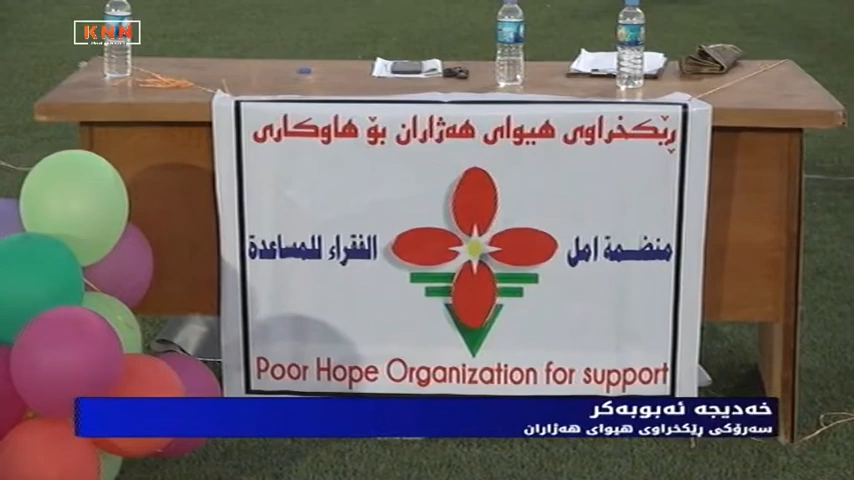 KNN
ڕێکخراوی هیوای هەژاران بۆ هاوکاری
منضمة امل الفقراء للمساعدة
Poor Hope Organization for support
خەدیجە ئەبوبەکر
سەرۆکی ڕێکخراوی هیوای هەژاران